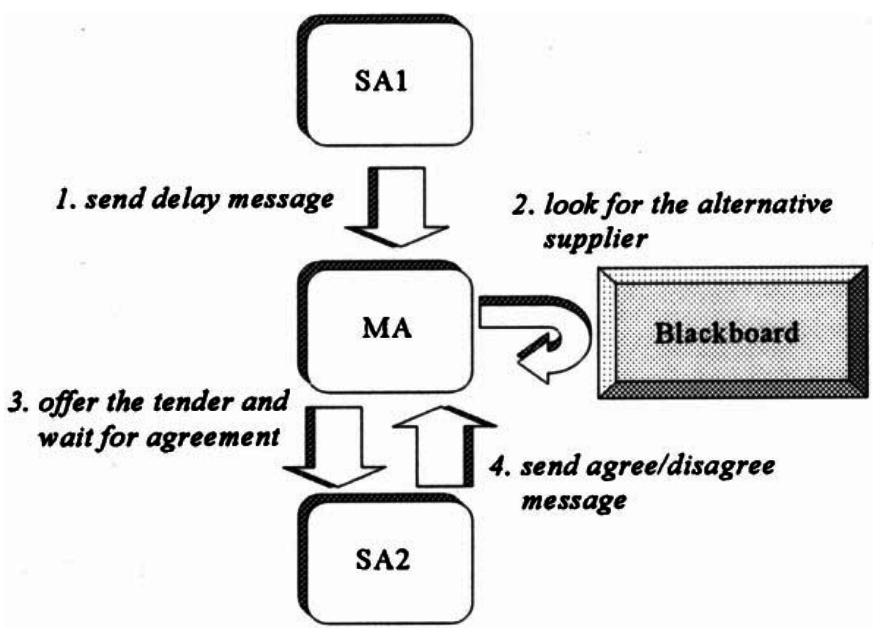 SA1
1. send delay message
2. look for the alternative
supplier
MA
Blackboard
3. offer the tender and
wait for agreement
4. send agree/disagree
message
SA2